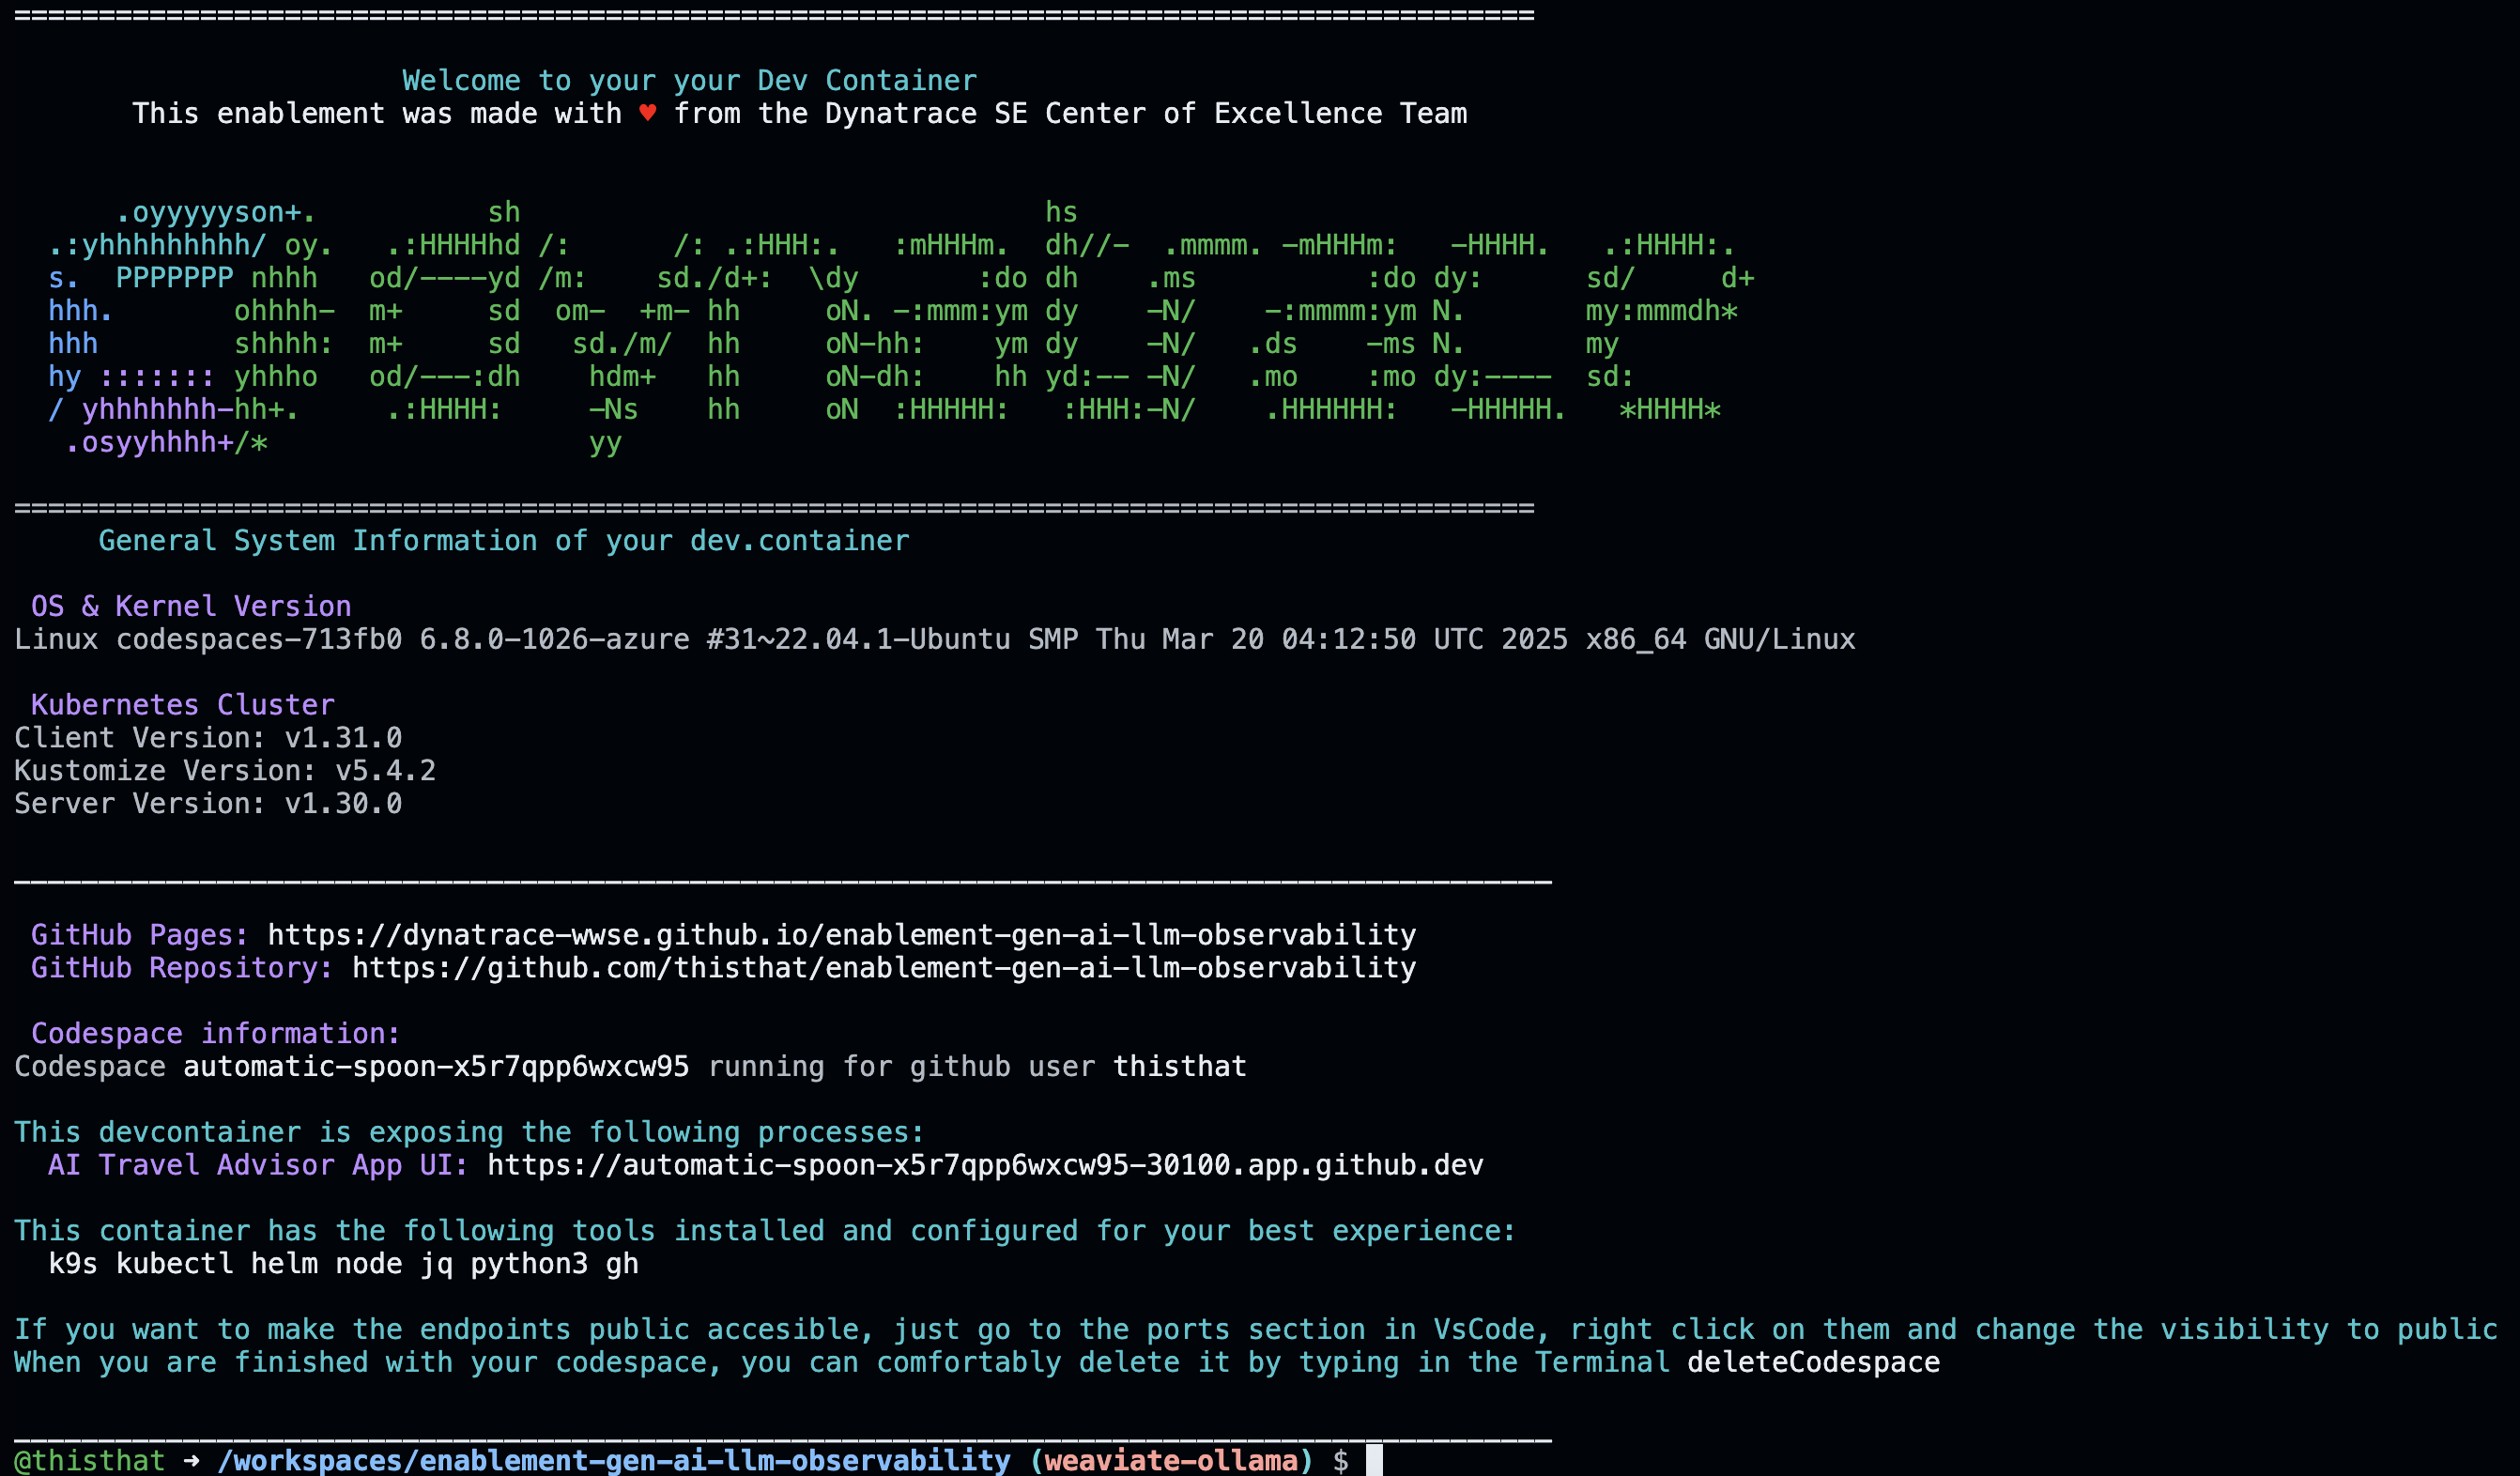 ==========================================================================================
Welcome to your your Dev Container
This enablement was made with ♥ from the Dynatrace SE Center of Excellence Team
.oyyyyyson+.          sh                               hs
  .:yhhhhhhhhh/ oy.   .:HHHHhd /:      /: .:HHH:.   :mHHHm.  dh//-  .mmmm. -mHHHm:   -HHHH.   .:HHHH:.
  s.  PPPPPPP nhhh   od/----yd /m:    sd./d+:  \dy       :do dh    .ms          :do dy:      sd/     d+
  hhh.       ohhhh-  m+     sd  om-  +m- hh     oN. -:mmm:ym dy    -N/    -:mmmm:ym N.       my:mmmdh*
  hhh        shhhh:  m+     sd   sd./m/  hh     oN-hh:    ym dy    -N/   .ds    -ms N.       my
  hy ::::::: yhhho   od/---:dh    hdm+   hh     oN-dh:    hh yd:-- -N/   .mo    :mo dy:----  sd:
  / yhhhhhhh-hh+.     .:HHHH:     -Ns    hh     oN  :HHHHH:   :HHH:-N/    .HHHHHH:   -HHHHH.   *HHHH*
   .osyyhhhh+/*                   yy
==========================================================================================
General System Information of your dev.container
OS & Kernel Version
Linux codespaces-713fb0 6.8.0-1026-azure #31~22.04.1-Ubuntu SMP Thu Mar 20 04:12:50 UTC 2025 x86_64 GNU/Linux
Kubernetes Cluster
Client Version: v1.31.0
Kustomize Version: v5.4.2
Server Version: v1.30.0
___________________________________________________________________________________________
GitHub Pages: https://dynatrace-wwse.github.io/enablement-gen-ai-llm-observability
GitHub Repository: https://github.com/thisthat/enablement-gen-ai-llm-observability
Codespace information:
Codespace automatic-spoon-x5r7qpp6wxcw95 running for github user thisthat
This devcontainer is exposing the following processes:
AI Travel Advisor App UI: https://automatic-spoon-x5r7qpp6wxcw95-30100.app.github.dev
This container has the following tools installed and configured for your best experience:
k9s kubectl helm node jq python3 gh
If you want to make the endpoints public accesible, just go to the ports section in VsCode, right click on them and change the visibility to public
When you are finished with your codespace, you can comfortably delete it by typing in the Terminal deleteCodespace
___________________________________________________________________________________________
@thisthat ➜ /workspaces/enablement-gen-ai-llm-observability (weaviate-ollama) $